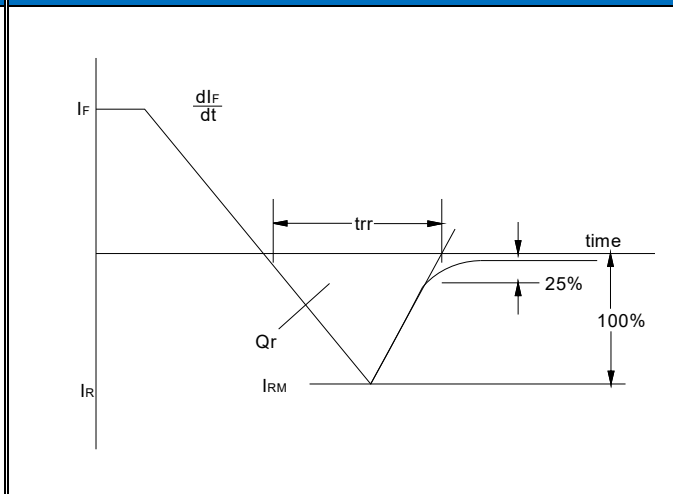 IF
dIF
dt
trr
time
25%
100%
Qr
IR
IRM